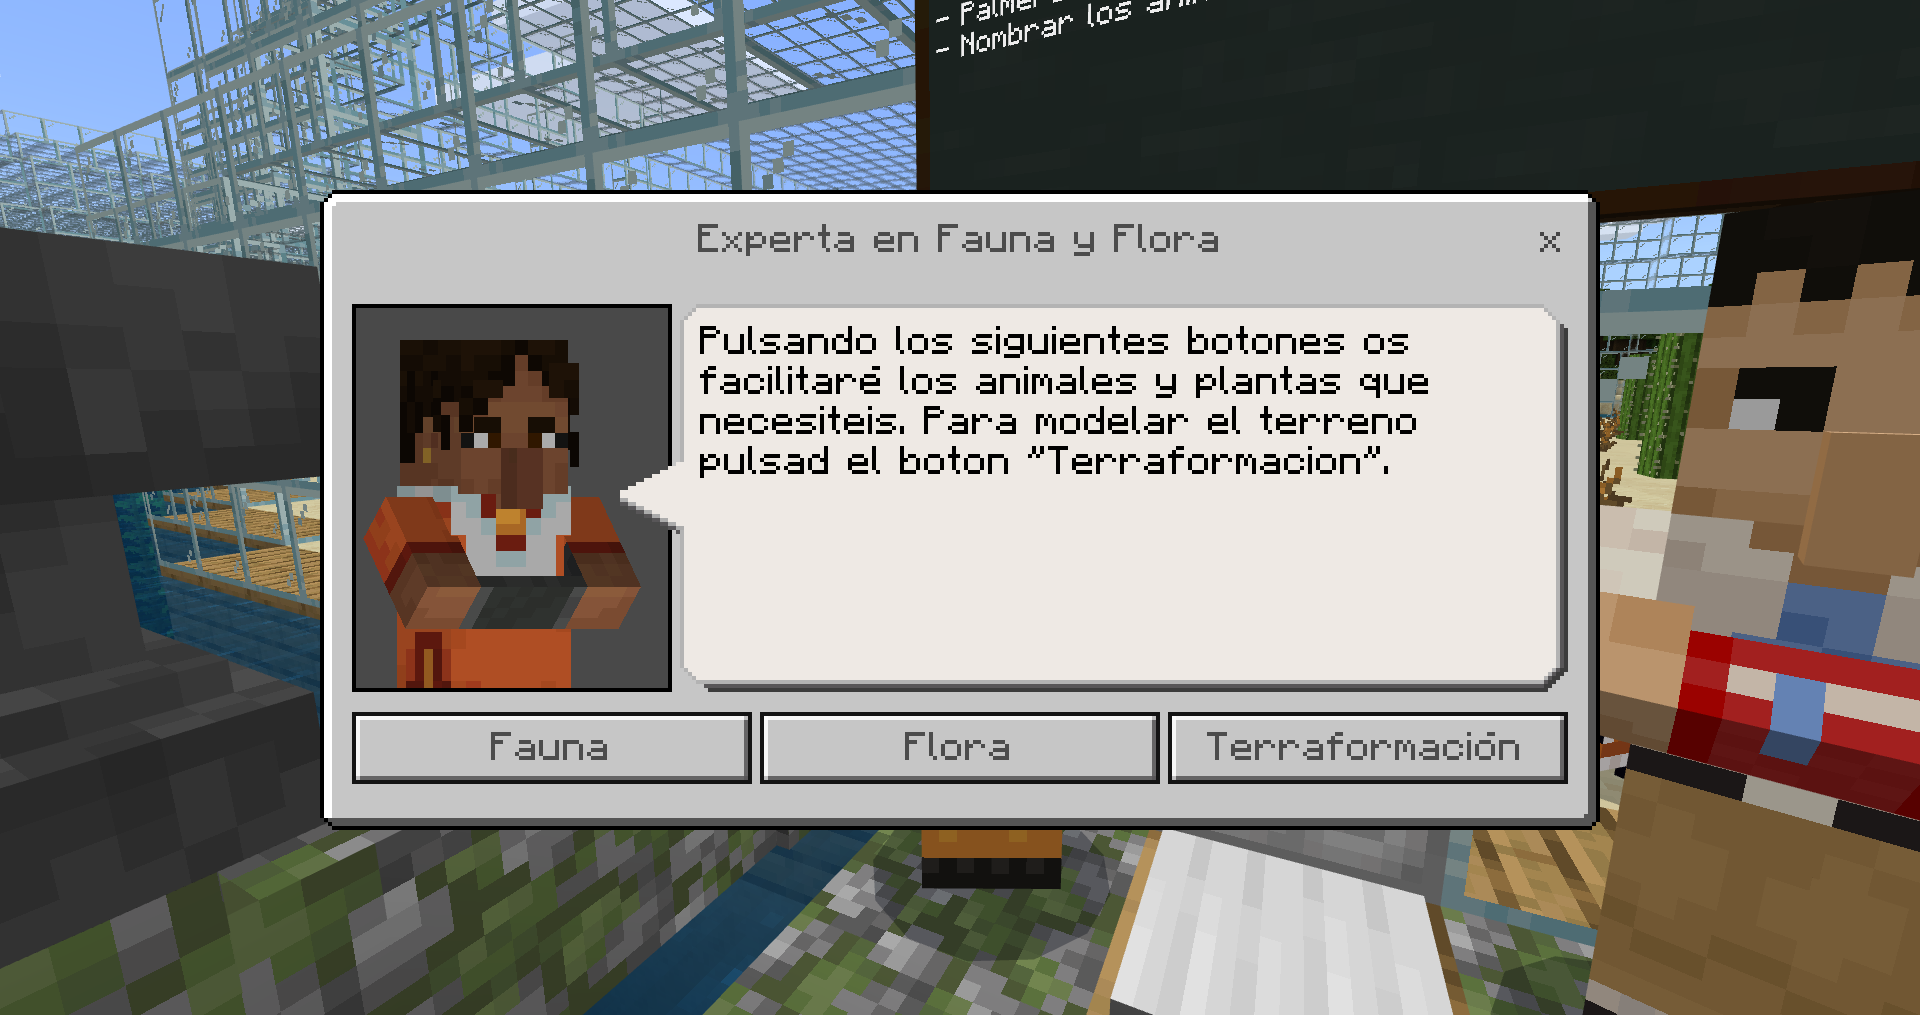 - Palmer
- Nombrar los
Experta en Fauna y Flora
x
Pulsando los siguientes botones os
facilitaré los animales y plantas que
necesiteis. Para modelar el terreno
pulsad el boton "Terraformacion".
Fauna
Flora
Terraformación